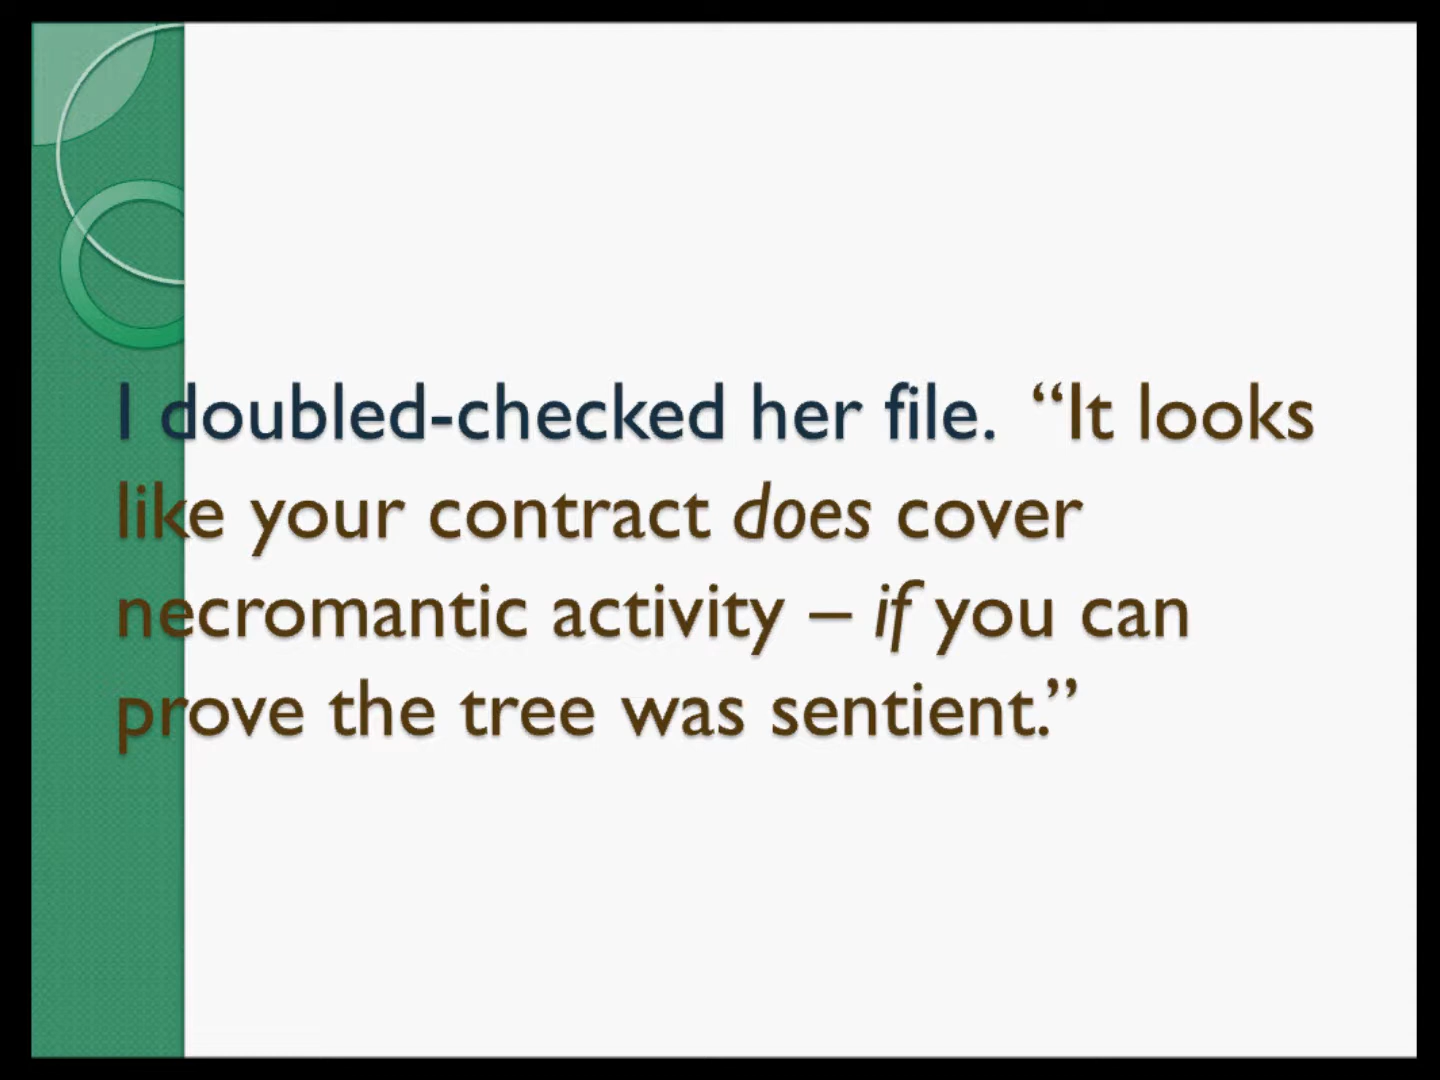 I doubled-checked her file.  “It looks
like your contract does cover
necromantic activity – if you can
prove the tree was sentient.”